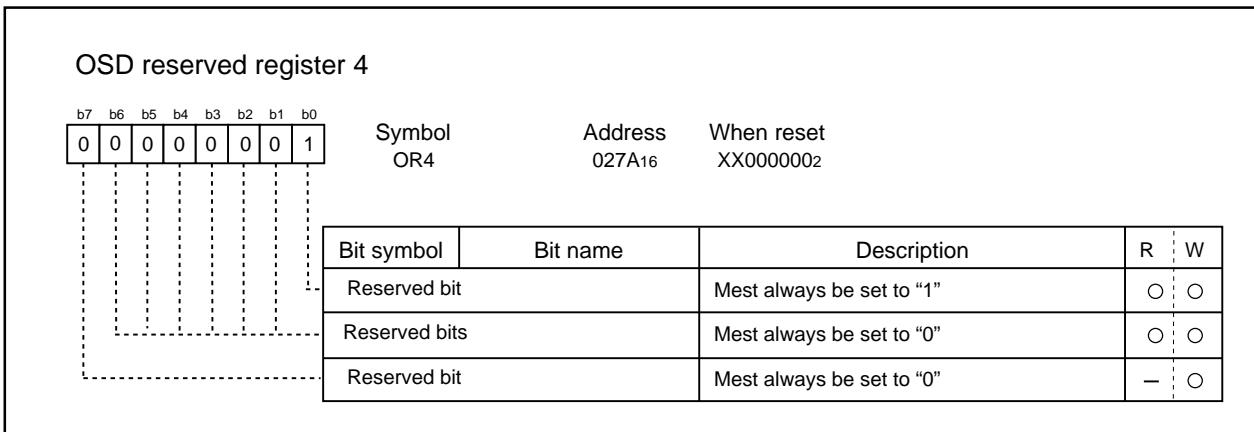 OSD reserved register 4
b7 b6 b5 b4 b3 b2 b1 b0
0 0 0 0 0 0 0 1
Symbol Address When reset
OR4 027A16 XX0000002
Bit symbol Bit name Description R W
Reserved bit Mest always be set to “1” ○ ○
Reserved bits Mest always be set to “0” ○ ○
Reserved bit Mest always be set to “0” – ○